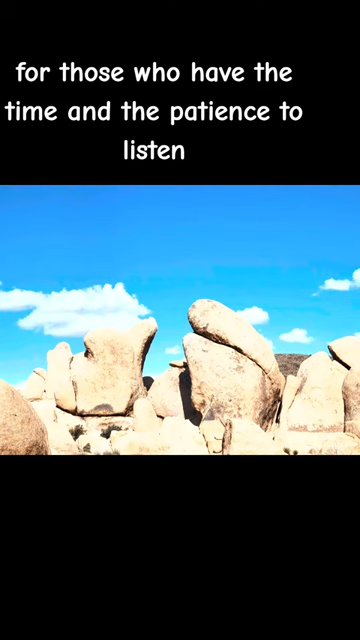 for those who have the
time and the patience to
listen